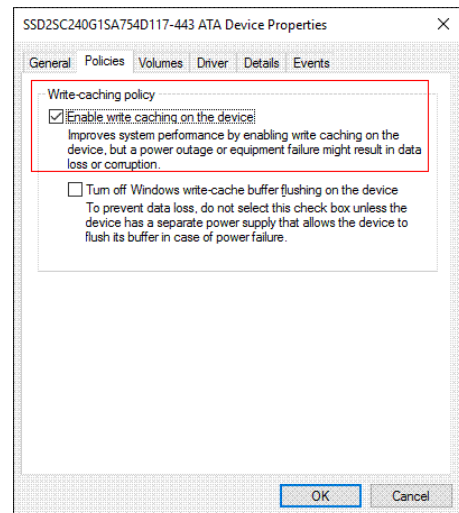 SSD2SC240G1SA754D117-443 ATA Device Properties
General Policies Volumes Driver Details Events
Write-caching policy
Enable write caching on the device
Improves system performance by enabling write caching on the
device, but a power outage or equipment failure might result in data
loss or corruption.
Turn off Windows write-cache buffer flushing on the device
To prevent data loss, do not select this check box unless the
device has a separate power supply that allows the device to
flush its buffer in case of power failure.
OK Cancel